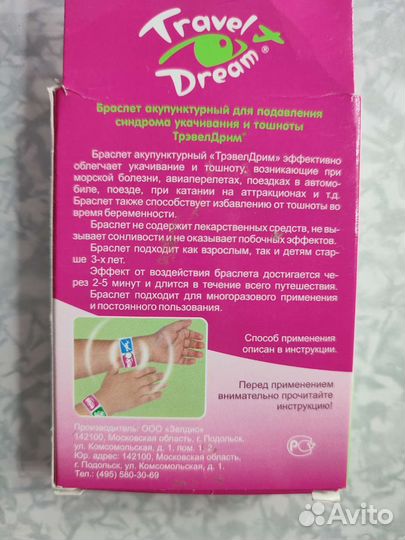 Travel
Dream®
Браслет акупунктурный для подавления
синдрома укачивания и тошноты
ТрэвелДрим®
Браслет акупунктурный «ТрэвелДрим» эффективно
облегчает укачивание и тошноту, возникающие при
морской болезни, авиаперелетах, поездках в автомо-
биле, поезде, при катании на аттракционах и т.д.
Браслет также способствует избавлению от тошноты во
время беременности.
Браслет не содержит лекарственных средств, не вы-
зывает сонливости и не оказывает побочных эффектов.
Браслет подходит как взрослым, так и детям стар-
ше 3-х лет.
Эффект от воздействия браслета достигается че-
рез 2-5 минут и длится в течение всего путешествия.
Браслет подходит для многоразового применения
и постоянного пользования.
Способ применения
описан в инструкции.
Перед применением
внимательно прочитайте
инструкцию!
Производитель: ООО «Залдис»
142100, Московская область, г. Подольск,
ул. Комсомольская, д. 1, пом. 1, 2
Юр. адрес: 142100, Московская область,
г. Подольск, ул. Комсомольская, д. 1.
Тел.: (495) 580-30-69
РСТ
Avito